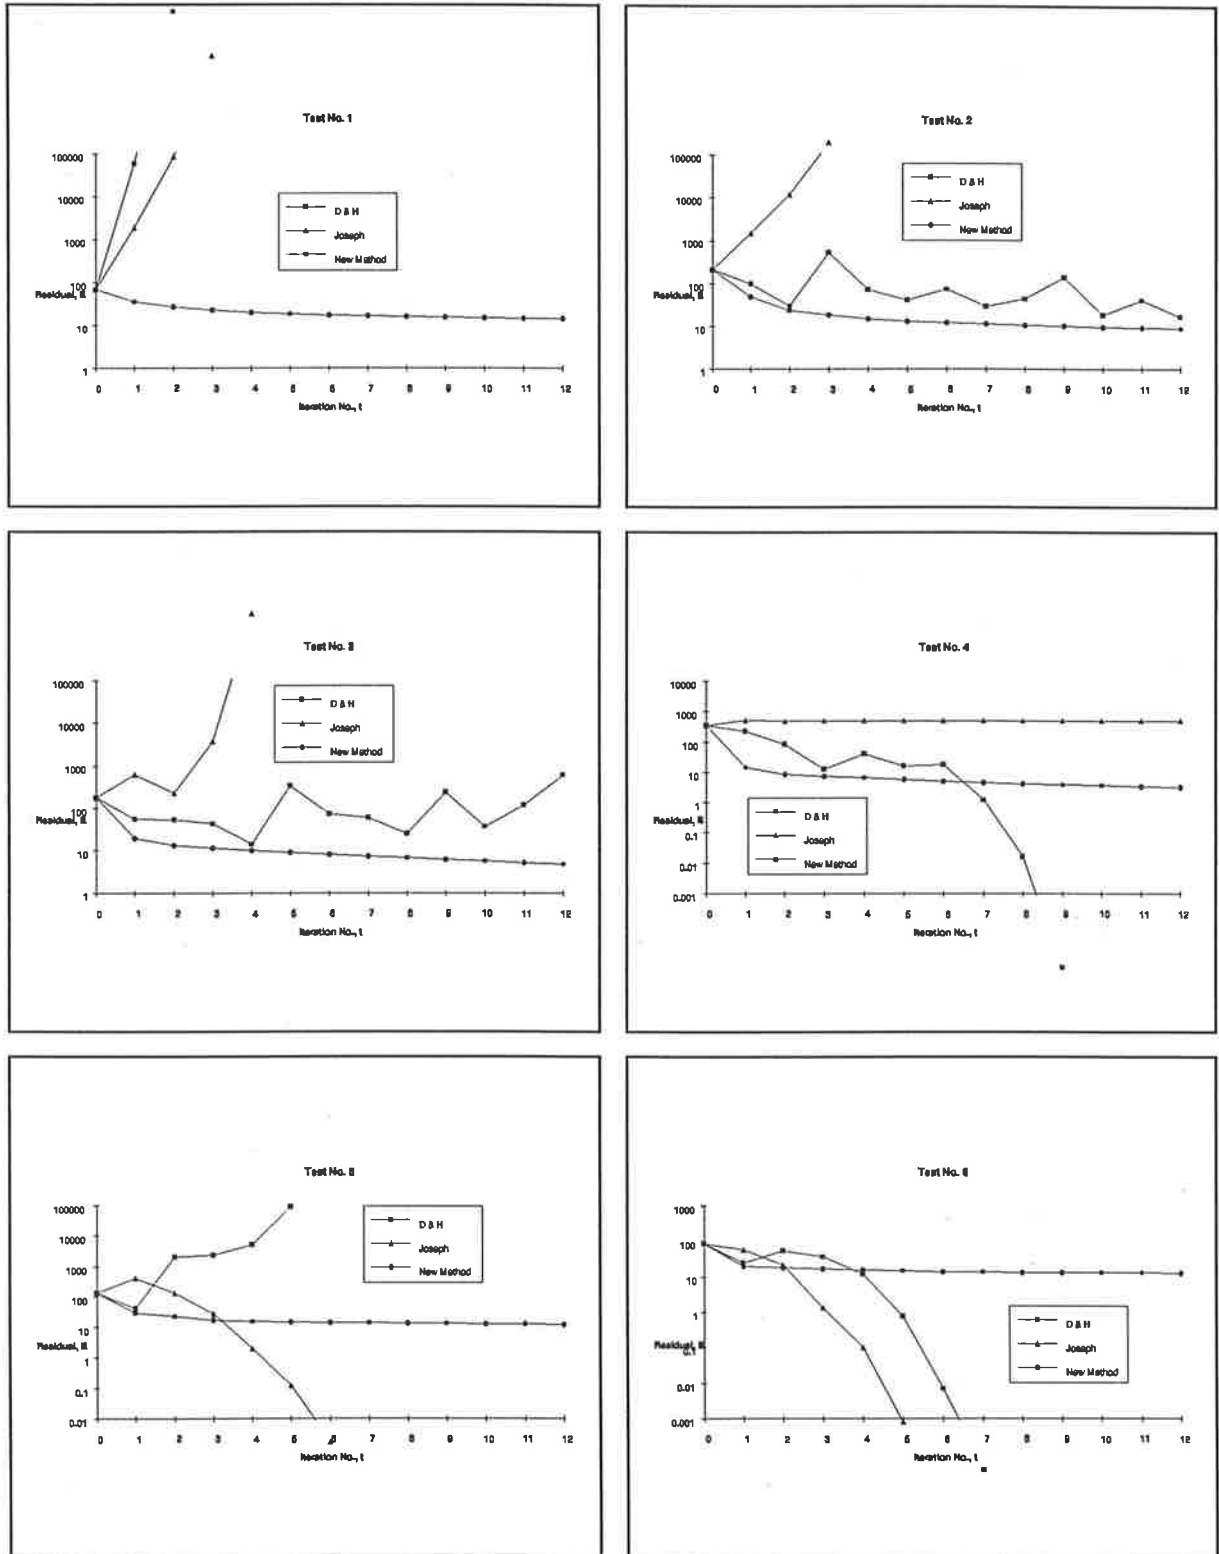 Test No. 1
100000
10000
1000
100
10
1
Residual, E
D & H
Joseph
New Method
0 1 2 3 4 5 6 7 8 9 10 11 12
Iteration No., t
Test No. 2
100000
10000
1000
100
10
1
Residual, E
D & H
Joseph
New Method
0 1 2 3 4 5 6 7 8 9 10 11 12
Iteration No., t
Test No. 3
100000
10000
1000
100
10
1
Residual, E
D & H
Joseph
New Method
0 1 2 3 4 5 6 7 8 9 10 11 12
Iteration No., t
Test No. 4
10000
1000
100
10
1
0.1
0.01
0.001
Residual, E
D & H
Joseph
New Method
0 1 2 3 4 5 6 7 8 9 10 11 12
Iteration No., t
Test No. 5
100000
10000
1000
100
10
1
0.1
0.01
Residual, E
D & H
Joseph
New Method
0 1 2 3 4 5 6 7 8 9 10 11 12
Iteration No., t
Test No. 6
1000
100
10
1
0.1
0.01
0.001
Residual, E
D & H
Joseph
New Method
0 1 2 3 4 5 6 7 8 9 10 11 12
Iteration No., t